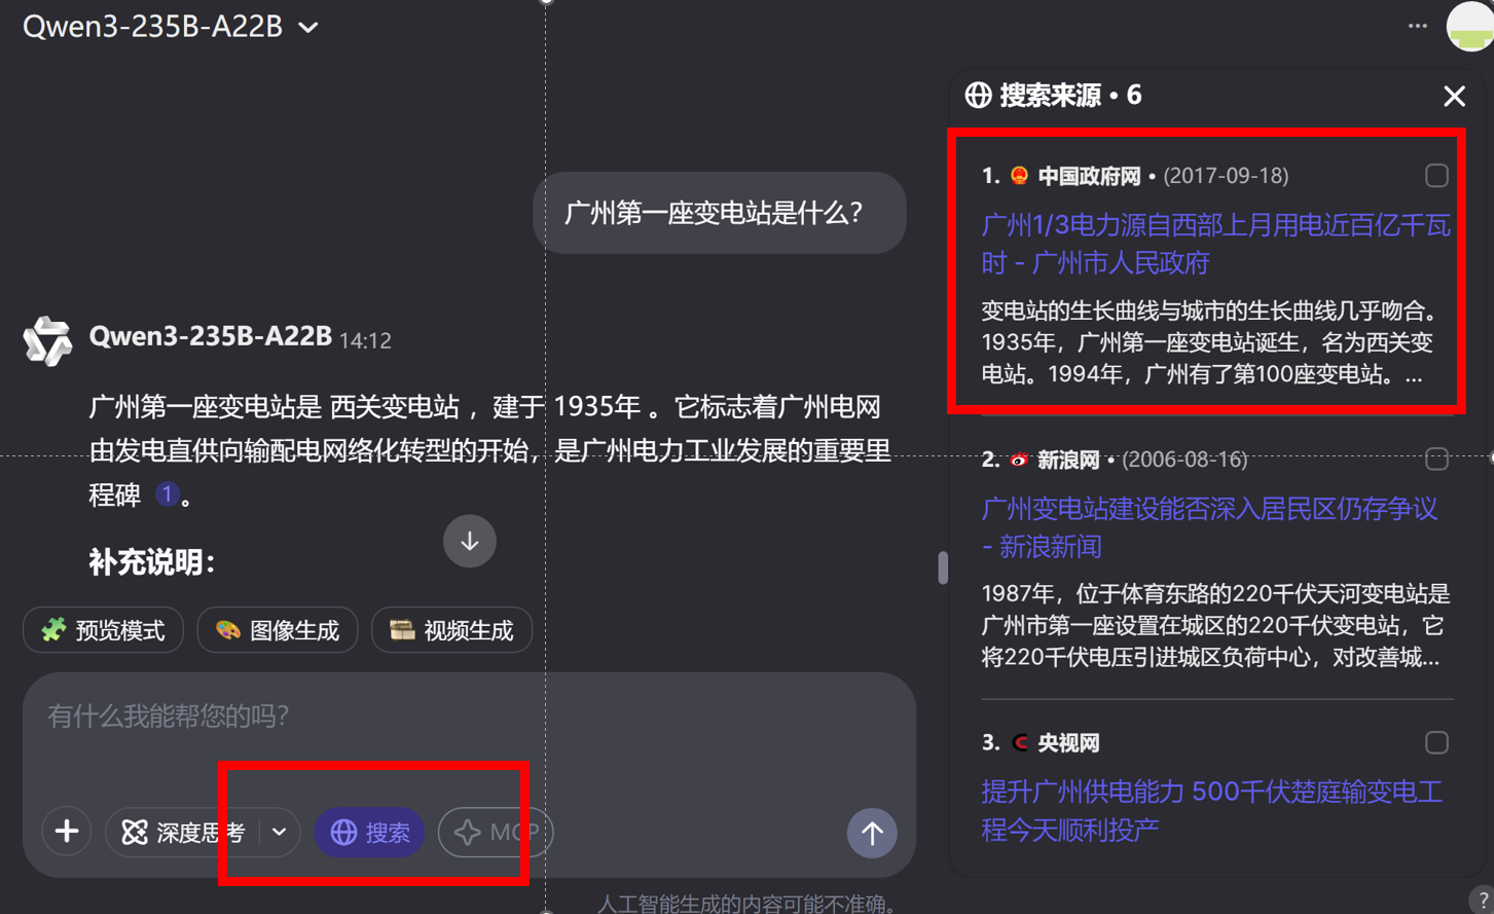 Qwen3-235B-A22B
广州第一座变电站是什么?
Qwen3-235B-A22B 14:12
广州第一座变电站是 西关变电站 ，建于 1935年 。它标志着广州电网
由发电直供向输配电网络化转型的开始，是广州电力工业发展的重要里
程碑 1 。
补充说明：
预览模式
图像生成
视频生成
有什么我能帮您的吗?
深度思考
搜索
MCP
人工智能生成的内容可能不准确。
搜索来源 • 6
1. 中国政府网 • (2017-09-18)
广州1/3电力源自西部上月用电近百亿千瓦
时 - 广州市人民政府
变电站的生长曲线与城市的生长曲线几乎吻合。
1935年，广州第一座变电站诞生，名为西关变
电站。1994年，广州有了第100座变电站。...
2. 新浪网 • (2006-08-16)
广州变电站建设能否深入居民区仍存争议
- 新浪新闻
1987年，位于体育东路的220千伏天河变电站是
广州市第一座设置在城区的220千伏变电站，它
将220千伏电压引进城区负荷中心，对改善城...
3. 央视网
提升广州供电能力 500千伏楚庭输变电工
程今天顺利投产
?